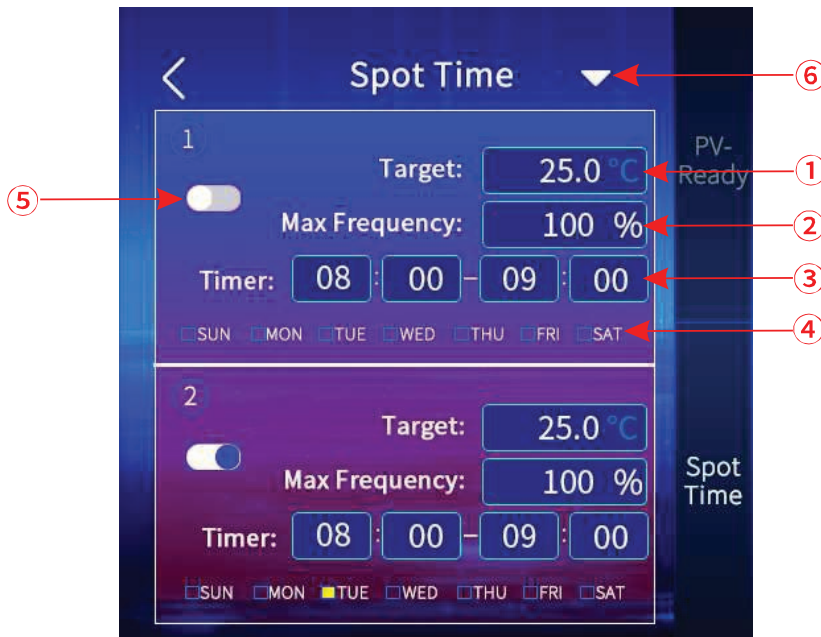 Spot Time
⑥
1
Target: 25.0 °C
①
Max Frequency: 100 %
②
Timer: 08 : 00 – 09 : 00
③
SUN MON TUE WED THU FRI SAT
④
⑤
2
Target: 25.0 °C
Max Frequency: 100 %
Timer: 08 : 00 – 09 : 00
SUN MON TUE WED THU FRI SAT
PV-
Ready
Spot
Time